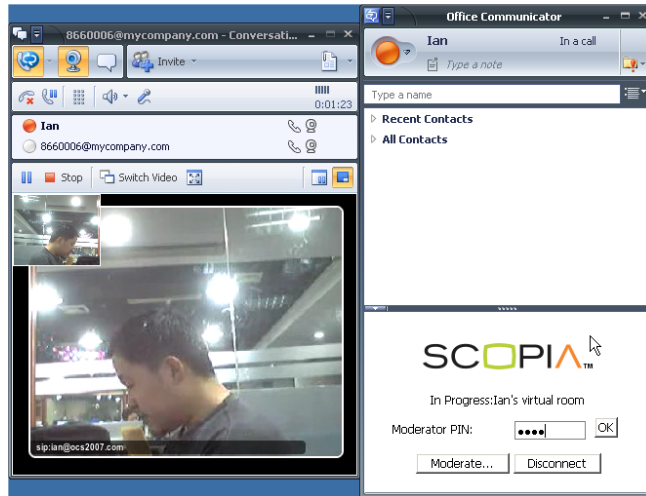 8660006@mycompany.com - Conversati...
Invite
0:01:23
Ian
8660006@mycompany.com
Stop
Switch Video
sip:ian@ocs2007.com
Office Communicator
Ian
In a call
Type a note
Type a name
Recent Contacts
All Contacts
SCOPIA™
In Progress:Ian's virtual room
Moderator PIN:
OK
Moderate...
Disconnect